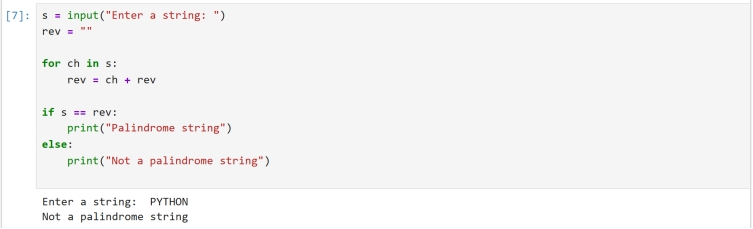 [7]: s = input("Enter a string: ")
rev = ""
for ch in s:
    rev = ch + rev
if s == rev:
    print("Palindrome string")
else:
    print("Not a palindrome string")
Enter a string:  PYTHON
Not a palindrome string